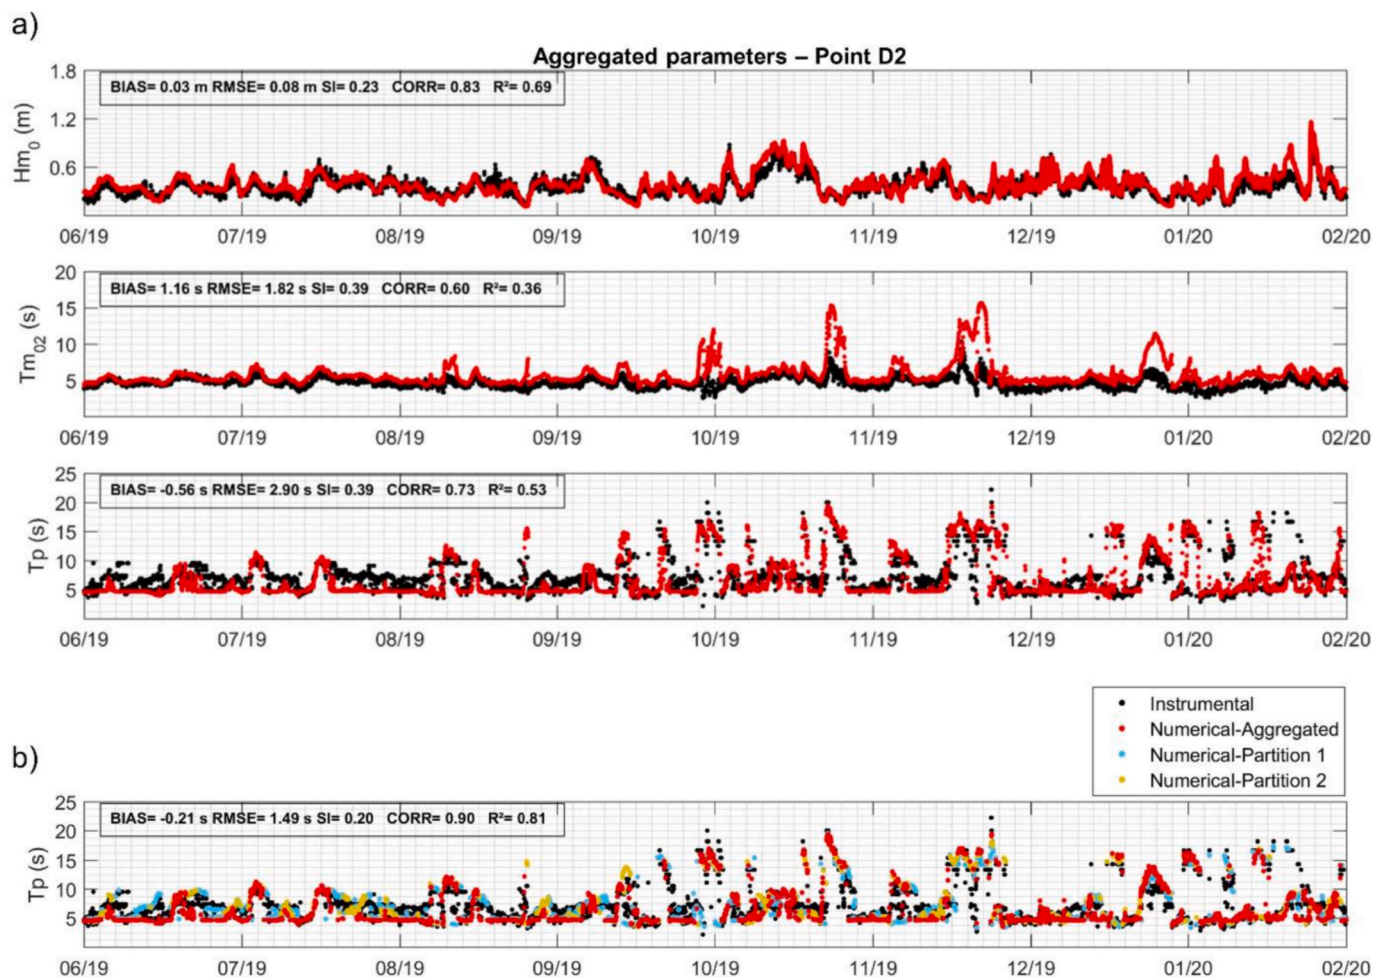 a)
Aggregated parameters – Point D2
BIAS= 0.03 m RMSE= 0.08 m SI= 0.23 CORR= 0.83 R²= 0.69
Hm0 (m)
1.8
1.2
0.6
06/19 07/19 08/19 09/19 10/19 11/19 12/19 01/20 02/20
BIAS= 1.16 s RMSE= 1.82 s SI= 0.39 CORR= 0.60 R²= 0.36
Tm02 (s)
20
15
10
5
06/19 07/19 08/19 09/19 10/19 11/19 12/19 01/20 02/20
BIAS= -0.56 s RMSE= 2.90 s SI= 0.39 CORR= 0.73 R²= 0.53
Tp (s)
25
20
15
10
5
06/19 07/19 08/19 09/19 10/19 11/19 12/19 01/20 02/20
Instrumental
Numerical-Aggregated
Numerical-Partition 1
Numerical-Partition 2
b)
BIAS= -0.21 s RMSE= 1.49 s SI= 0.20 CORR= 0.90 R²= 0.81
Tp (s)
25
20
15
10
5
06/19 07/19 08/19 09/19 10/19 11/19 12/19 01/20 02/20